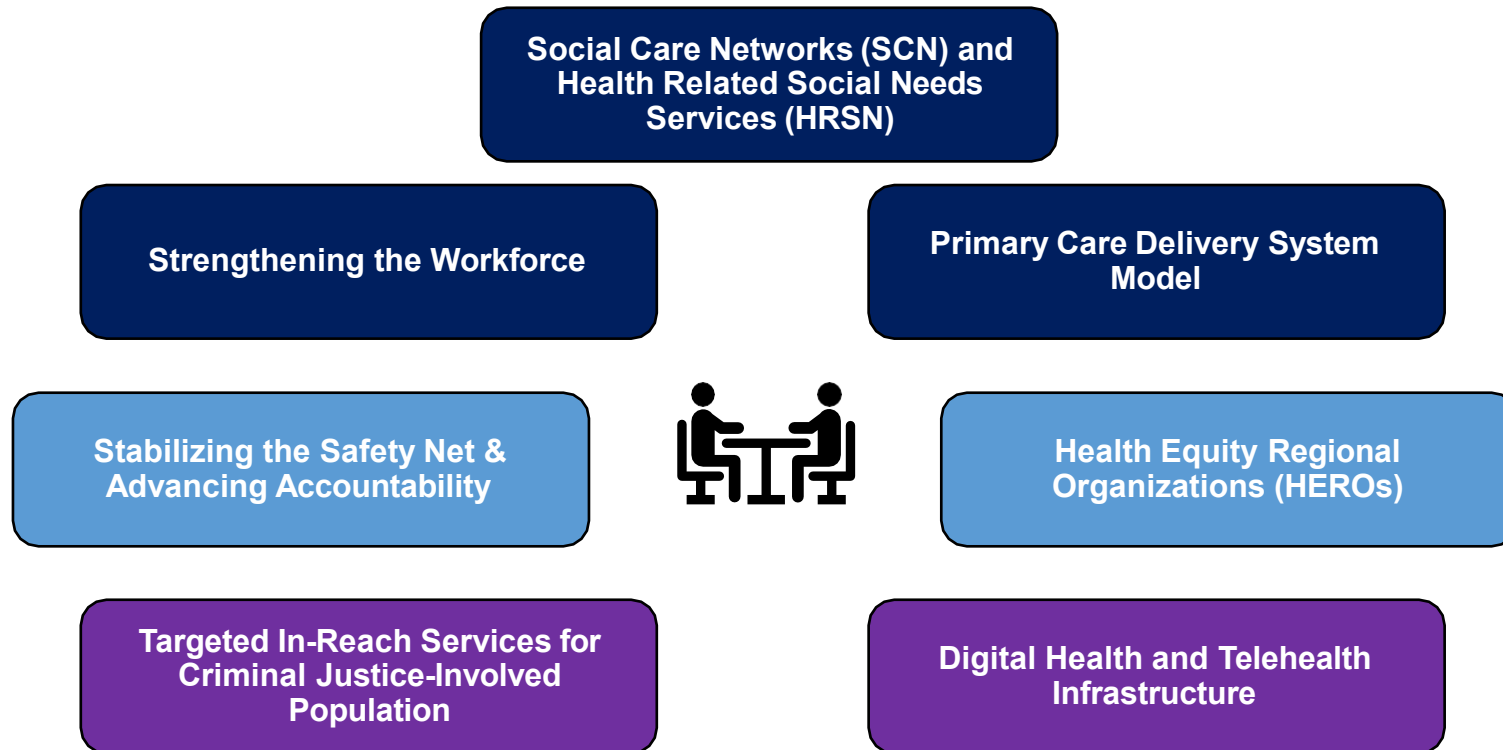 Social Care Networks (SCN) and
Health Related Social Needs
Services (HRSN)
Strengthening the Workforce
Primary Care Delivery System
Model
Stabilizing the Safety Net &
Advancing Accountability
Health Equity Regional
Organizations (HEROs)
Targeted In-Reach Services for
Criminal Justice-Involved
Population
Digital Health and Telehealth
Infrastructure